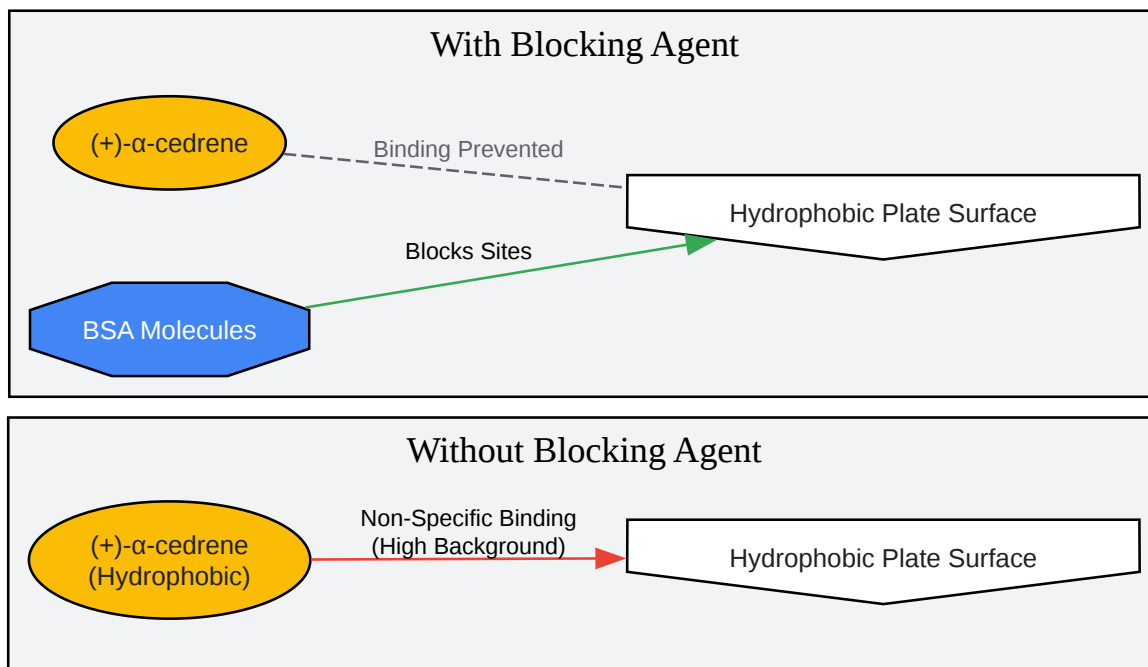 With Blocking Agent
(+)-α-cedrene
Binding Prevented
Hydrophobic Plate Surface
Blocks Sites
BSA Molecules
Without Blocking Agent
(+)-α-cedrene
(Hydrophobic)
Non-Specific Binding
(High Background)
Hydrophobic Plate Surface